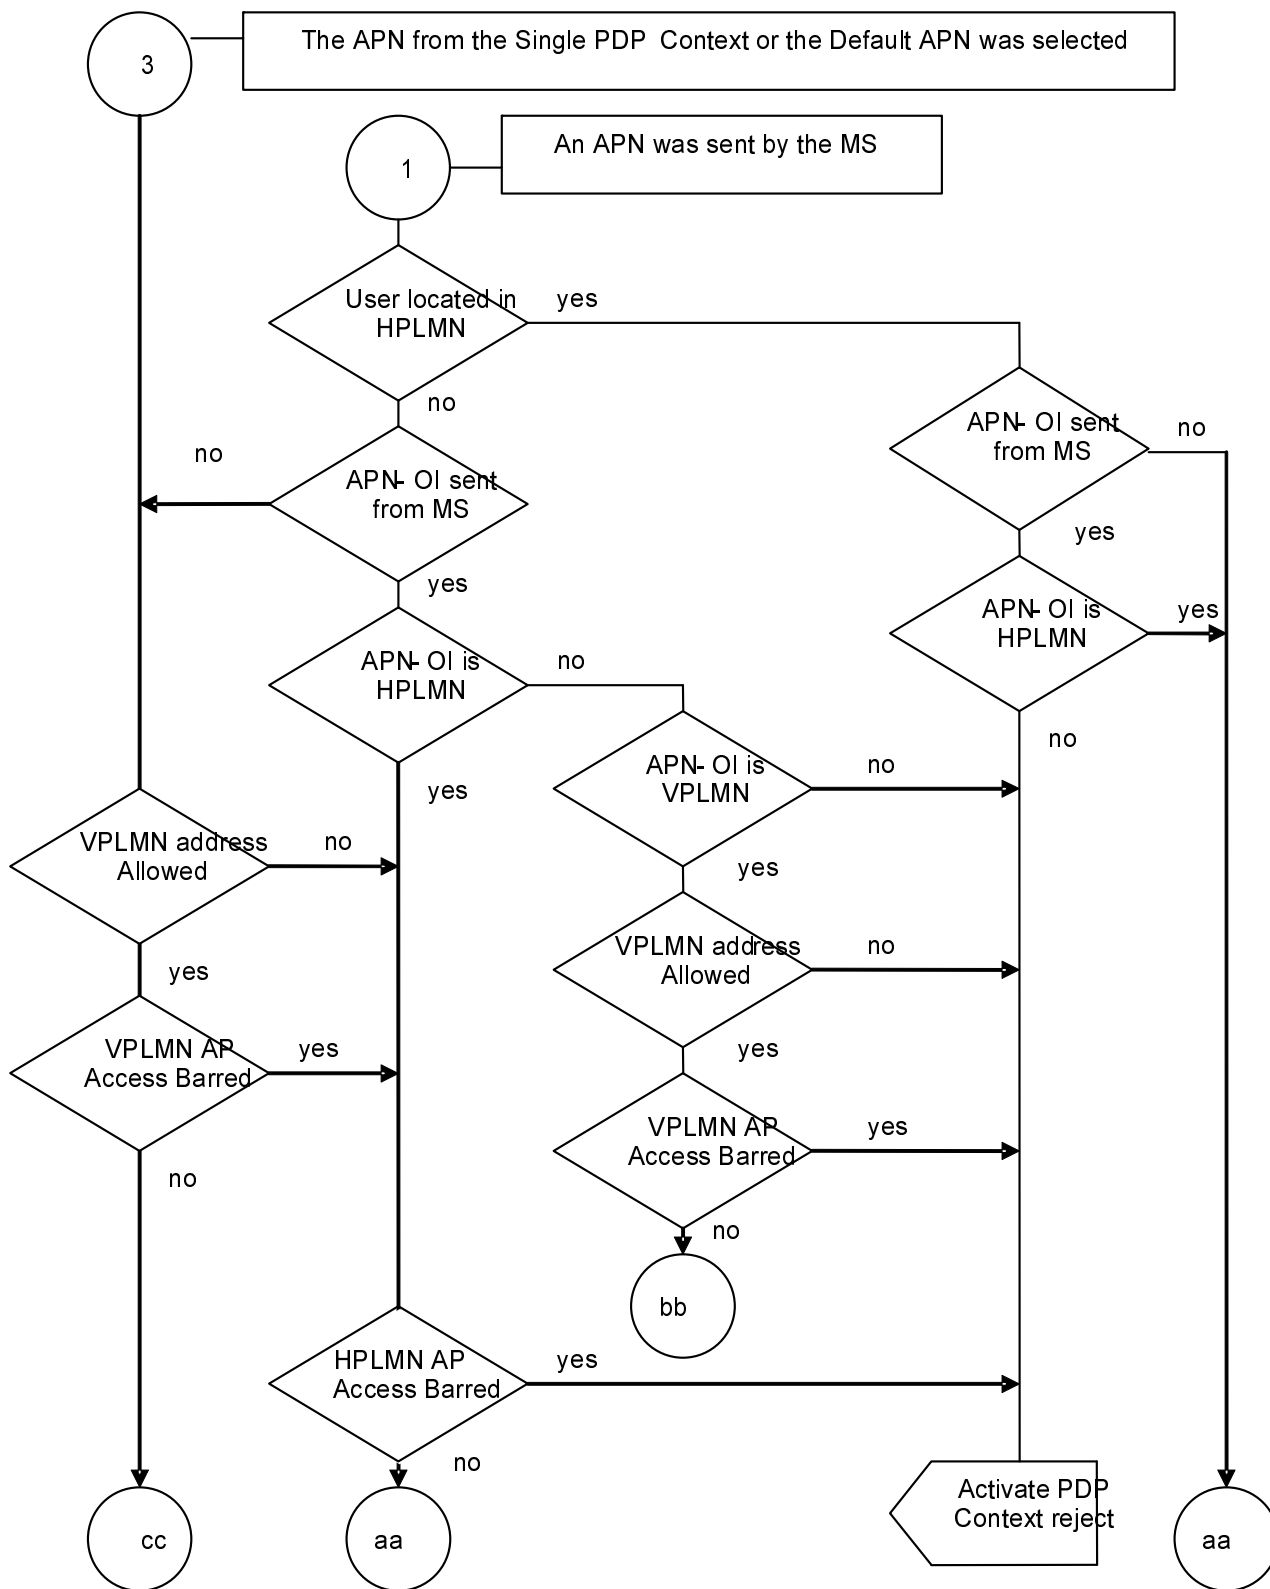 3
The APN from the Single PDP Context or the Default APN was selected
1
An APN was sent by the MS
User located in
HPLMN
yes
no
APN- OI sent
from MS
no
yes
APN- OI sent
from MS
no
yes
APN- OI is
HPLMN
yes
no
APN- OI is
HPLMN
no
yes
APN- OI is
VPLMN
no
yes
VPLMN address
Allowed
no
yes
VPLMN address
Allowed
no
yes
VPLMN AP
Access Barred
yes
no
VPLMN AP
Access Barred
yes
no
bb
HPLMN AP
Access Barred
yes
no
Activate PDP
Context reject
cc
aa
aa